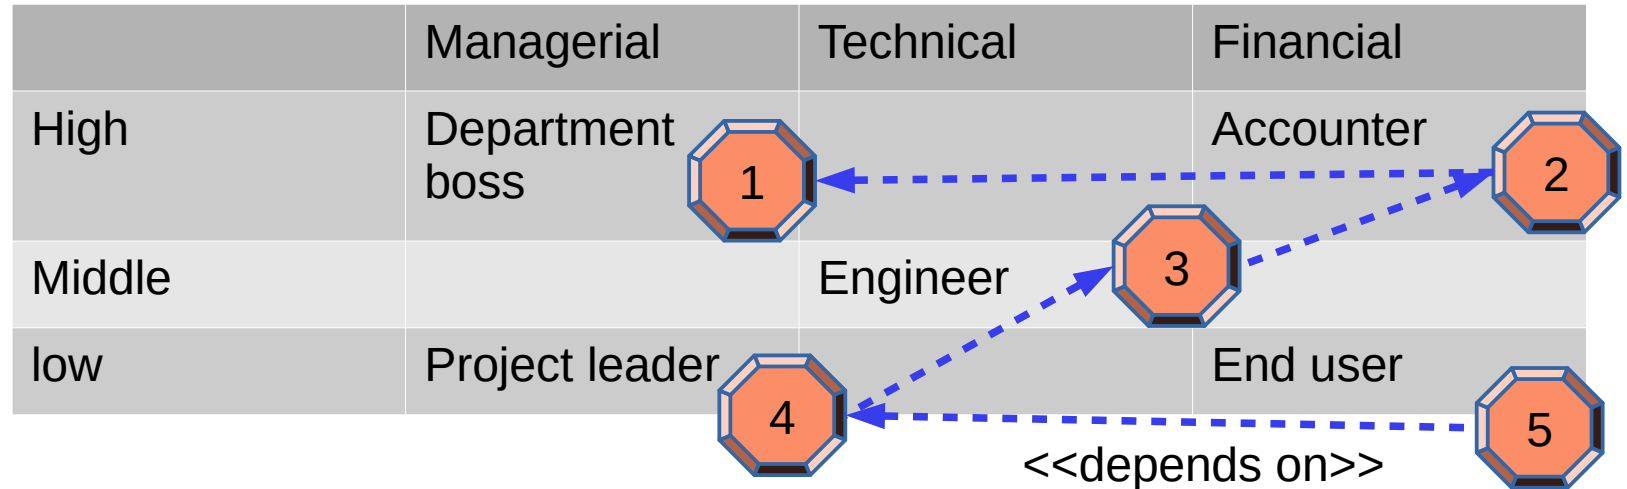 Managerial Technical Financial
High Department boss Accounter
1
2
3
Middle Engineer
low Project leader End user
4
5
<<depends on>>